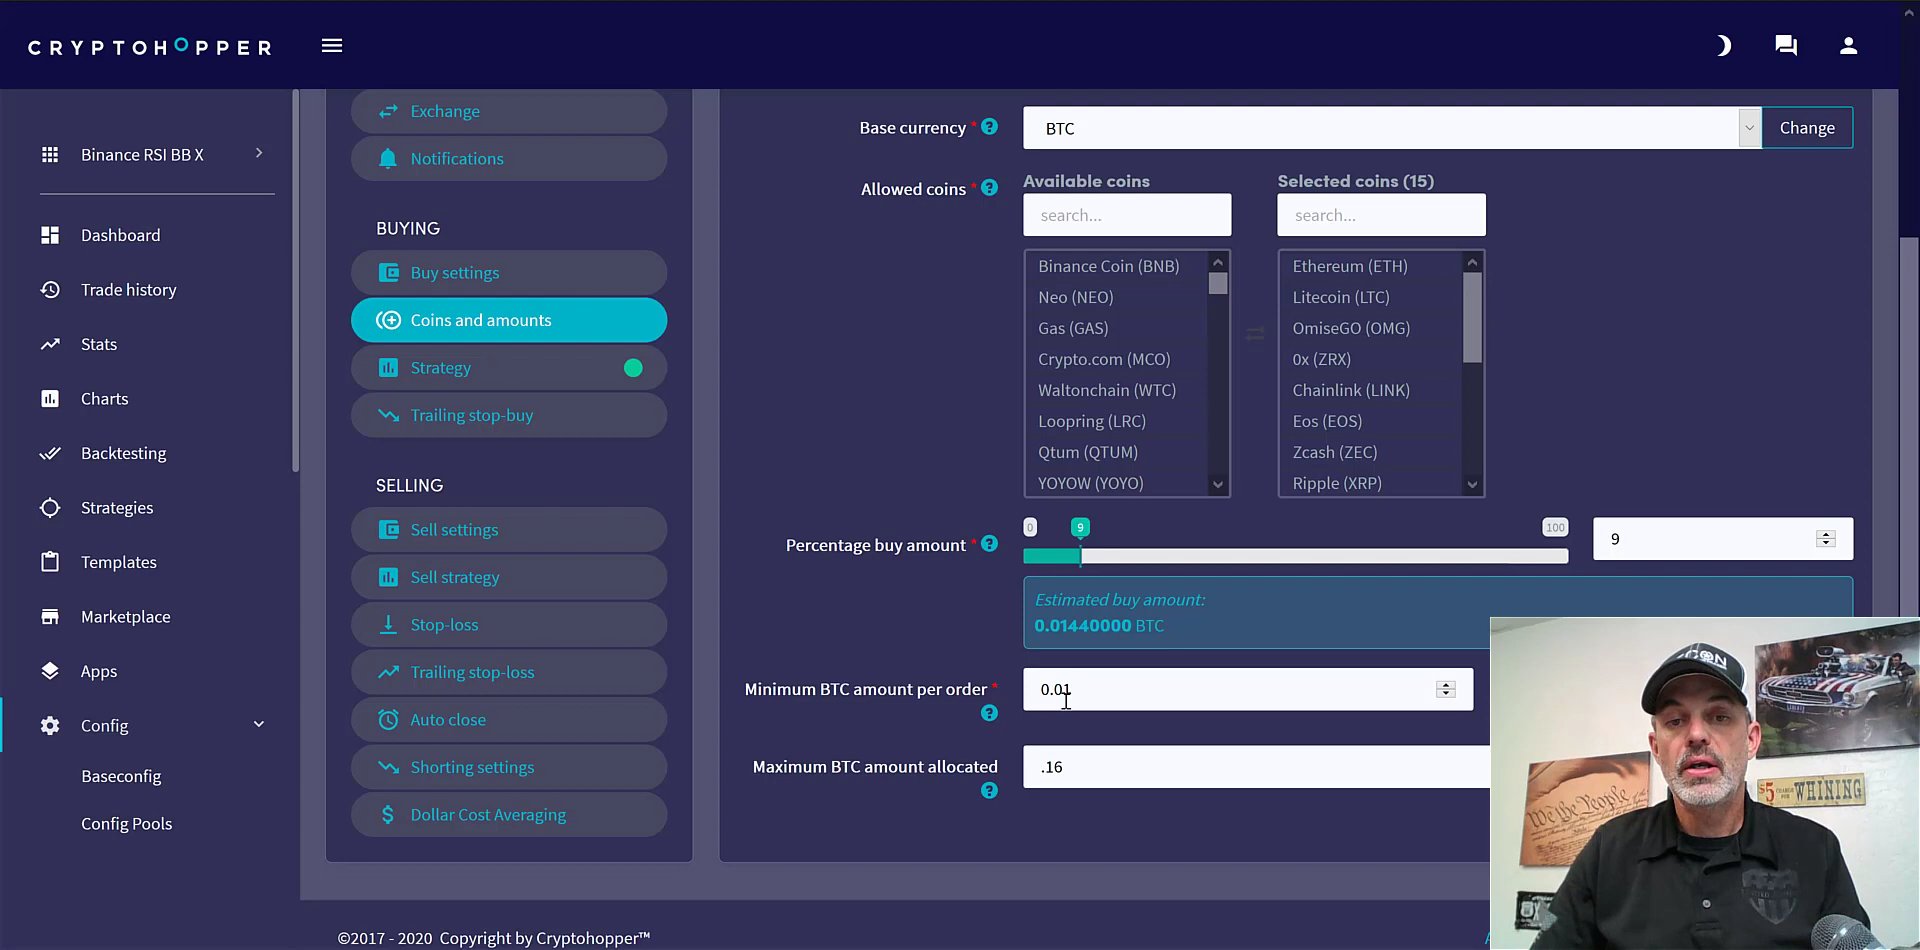 CRYPTOHOPPER
Binance RSI BB X
Dashboard
Trade history
Stats
Charts
Backtesting
Strategies
Templates
Marketplace
Apps
Config
Baseconfig
Config Pools
Exchange
Notifications
BUYING
Buy settings
Coins and amounts
Strategy
Trailing stop-buy
SELLING
Sell settings
Sell strategy
Stop-loss
Trailing stop-loss
Auto close
Shorting settings
Dollar Cost Averaging
Base currency * ?
BTC
Change
Allowed coins * ?
Available coins
search...
Binance Coin (BNB)
Neo (NEO)
Gas (GAS)
Crypto.com (MCO)
Waltonchain (WTC)
Loopring (LRC)
Qtum (QTUM)
YOYOW (YOYO)
Selected coins (15)
search...
Ethereum (ETH)
Litecoin (LTC)
OmiseGO (OMG)
0x (ZRX)
Chainlink (LINK)
Eos (EOS)
Zcash (ZEC)
Ripple (XRP)
Percentage buy amount * ?
0 9 100
9
Estimated buy amount:
0.01440000 BTC
Minimum BTC amount per order * ?
0.01
Maximum BTC amount allocated ?
.16
We the People
$5 CHARGE FOR WHINING
©2017 - 2020 Copyright by Cryptohopper™